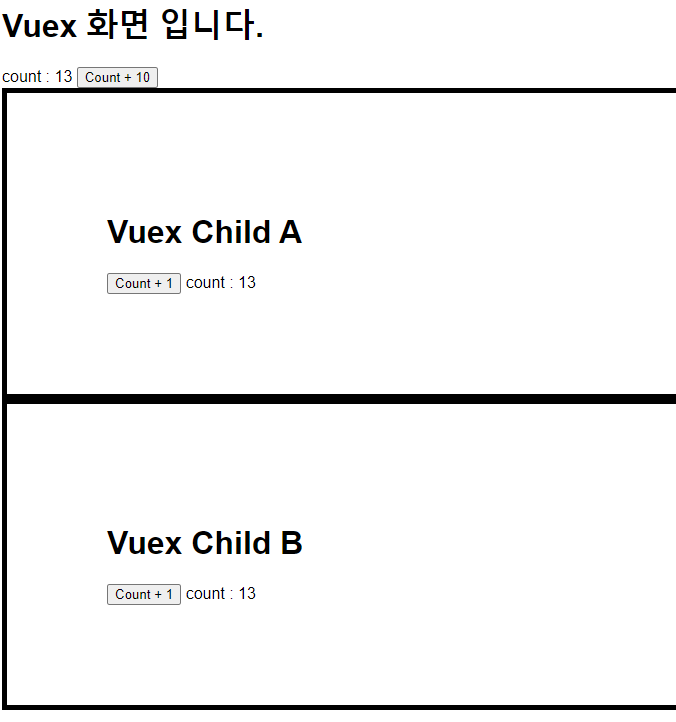 Vuex 화면 입니다.
count : 13 Count + 10
Vuex Child A
Count + 1 count : 13
Vuex Child B
Count + 1 count : 13